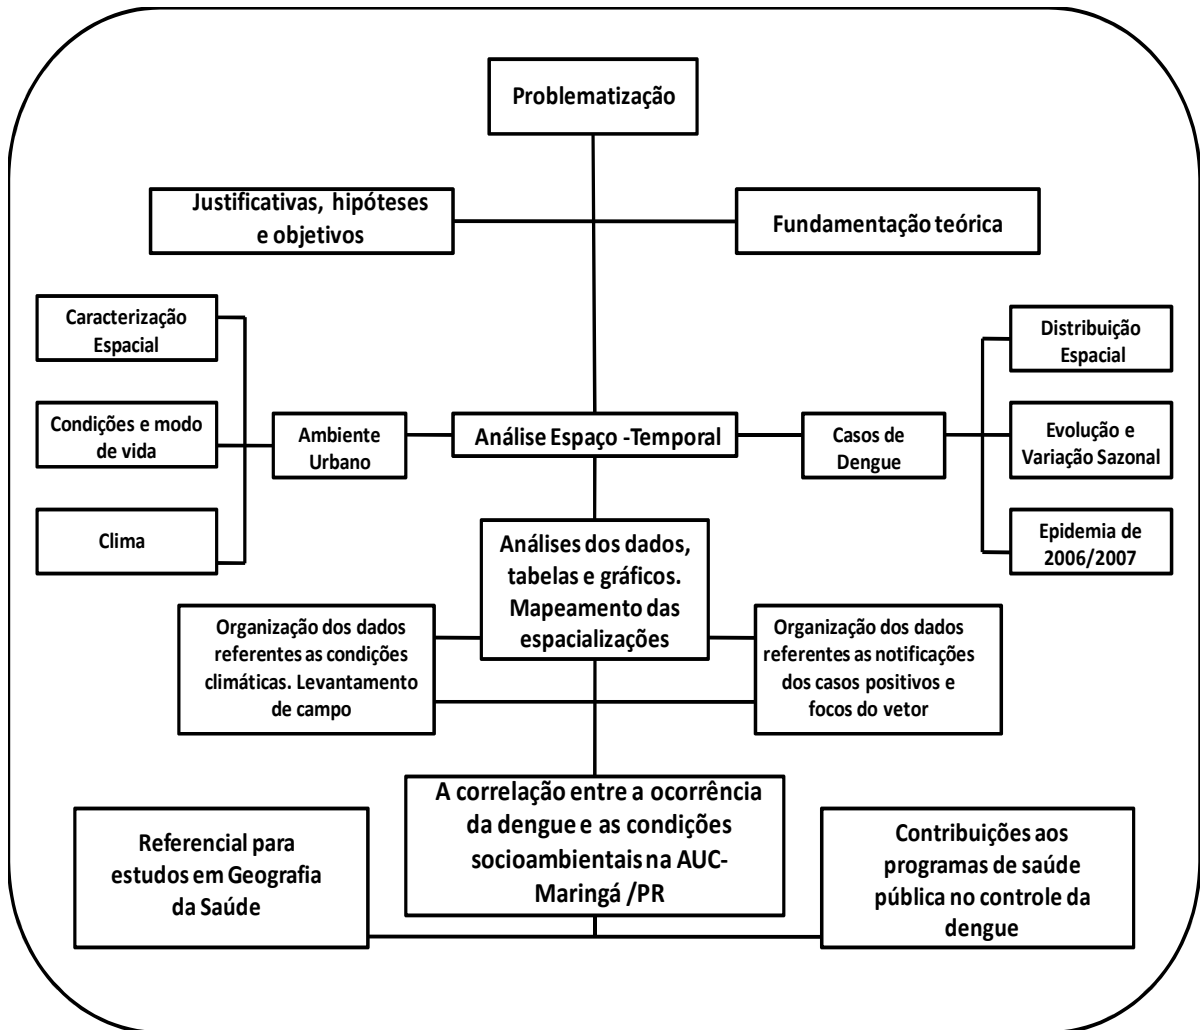 Problematização
Justificativas, hipóteses
e objetivos
Fundamentação teórica
Caracterização
Espacial
Condições e modo
de vida
Clima
Ambiente
Urbano
Análise Espaço -Temporal
Casos de
Dengue
Distribuição
Espacial
Evolução e
Variação Sazonal
Epidemia de
2006/2007
Análises dos dados,
tabelas e gráficos.
Mapeamento das
espacializações
Organização dos dados
referentes as condições
climáticas. Levantamento
de campo
Organização dos dados
referentes as notificações
dos casos positivos e
focos do vetor
A correlação entre a ocorrência
da dengue e as condições
socioambientais na AUC-
Maringá /PR
Referencial para
estudos em Geografia
da Saúde
Contribuições aos
programas de saúde
pública no controle da
dengue